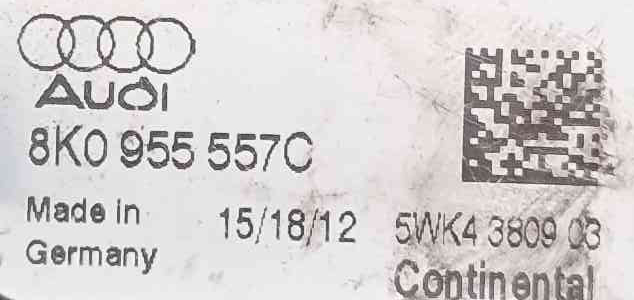 Audi
8K0 955 557C
Made in
Germany
15/18/12
5WK4 3809 03
Continental